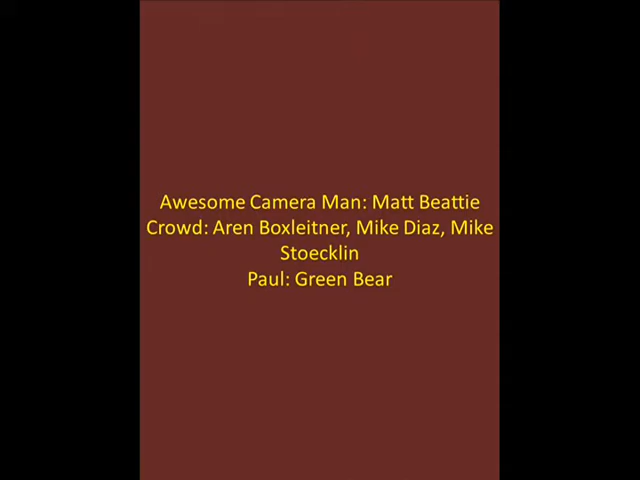 Awesome Camera Man: Matt Beattie
Crowd: Aren Boxleitner, Mike Diaz, Mike
Stoecklin
Paul: Green Bear